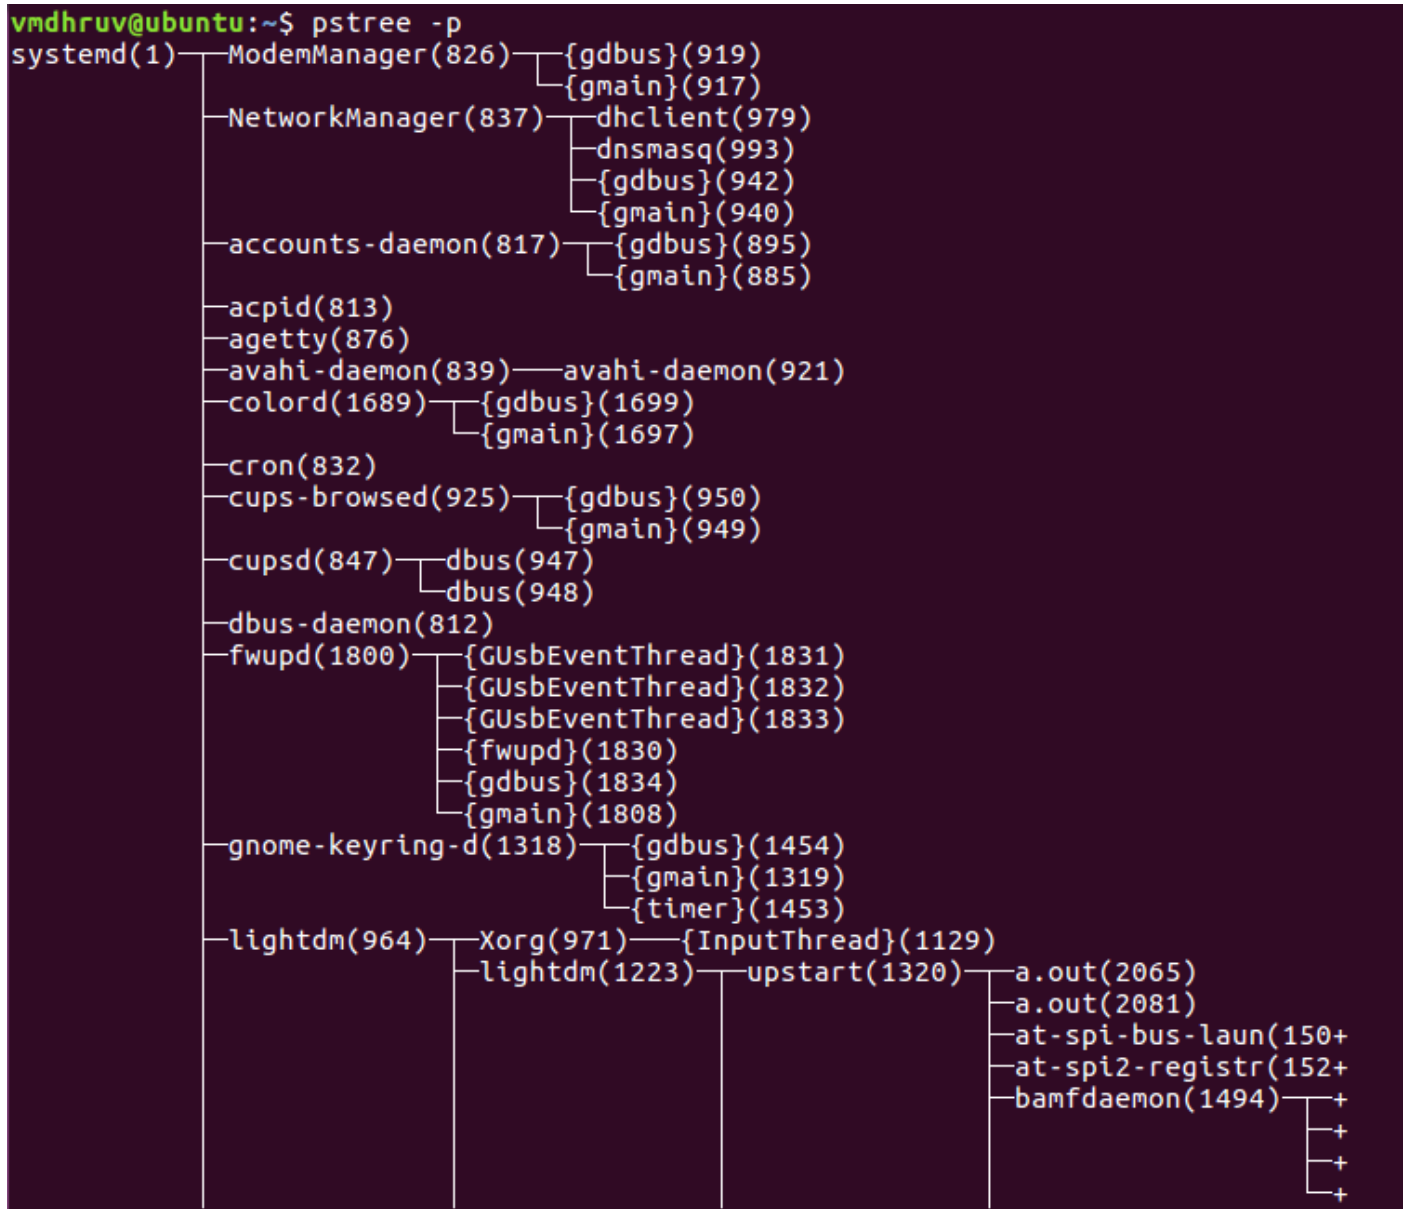 vmdhruv@ubuntu:~$ pstree -p
systemd(1)─┬─ModemManager(826)─┬─{gdbus}(919)
           │                   └─{gmain}(917)
           ├─NetworkManager(837)─┬─dhclient(979)
           │                     ├─dnsmasq(993)
           │                     ├─{gdbus}(942)
           │                     └─{gmain}(940)
           ├─accounts-daemon(817)─┬─{gdbus}(895)
           │                      └─{gmain}(885)
           ├─acpid(813)
           ├─agetty(876)
           ├─avahi-daemon(839)───avahi-daemon(921)
           ├─colord(1689)─┬─{gdbus}(1699)
           │              └─{gmain}(1697)
           ├─cron(832)
           ├─cups-browsed(925)─┬─{gdbus}(950)
           │                   └─{gmain}(949)
           ├─cupsd(847)─┬─dbus(947)
           │            └─dbus(948)
           ├─dbus-daemon(812)
           ├─fwupd(1800)─┬─{GUsbEventThread}(1831)
           │             ├─{GUsbEventThread}(1832)
           │             ├─{GUsbEventThread}(1833)
           │             ├─{fwupd}(1830)
           │             ├─{gdbus}(1834)
           │             └─{gmain}(1808)
           ├─gnome-keyring-d(1318)─┬─{gdbus}(1454)
           │                       ├─{gmain}(1319)
           │                       └─{timer}(1453)
           ├─lightdm(964)─┬─Xorg(971)───{InputThread}(1129)
           │              ├─lightdm(1223)─┬─upstart(1320)─┬─a.out(2065)
           │              │               │               ├─a.out(2081)
           │              │               │               ├─at-spi-bus-laun(150+
           │              │               │               ├─at-spi2-registr(152+
           │              │               │               ├─bamfdaemon(1494)─┬─+
           │              │               │               │                  ├─+
           │              │               │               │                  ├─+
           │              │               │               │                  └─+